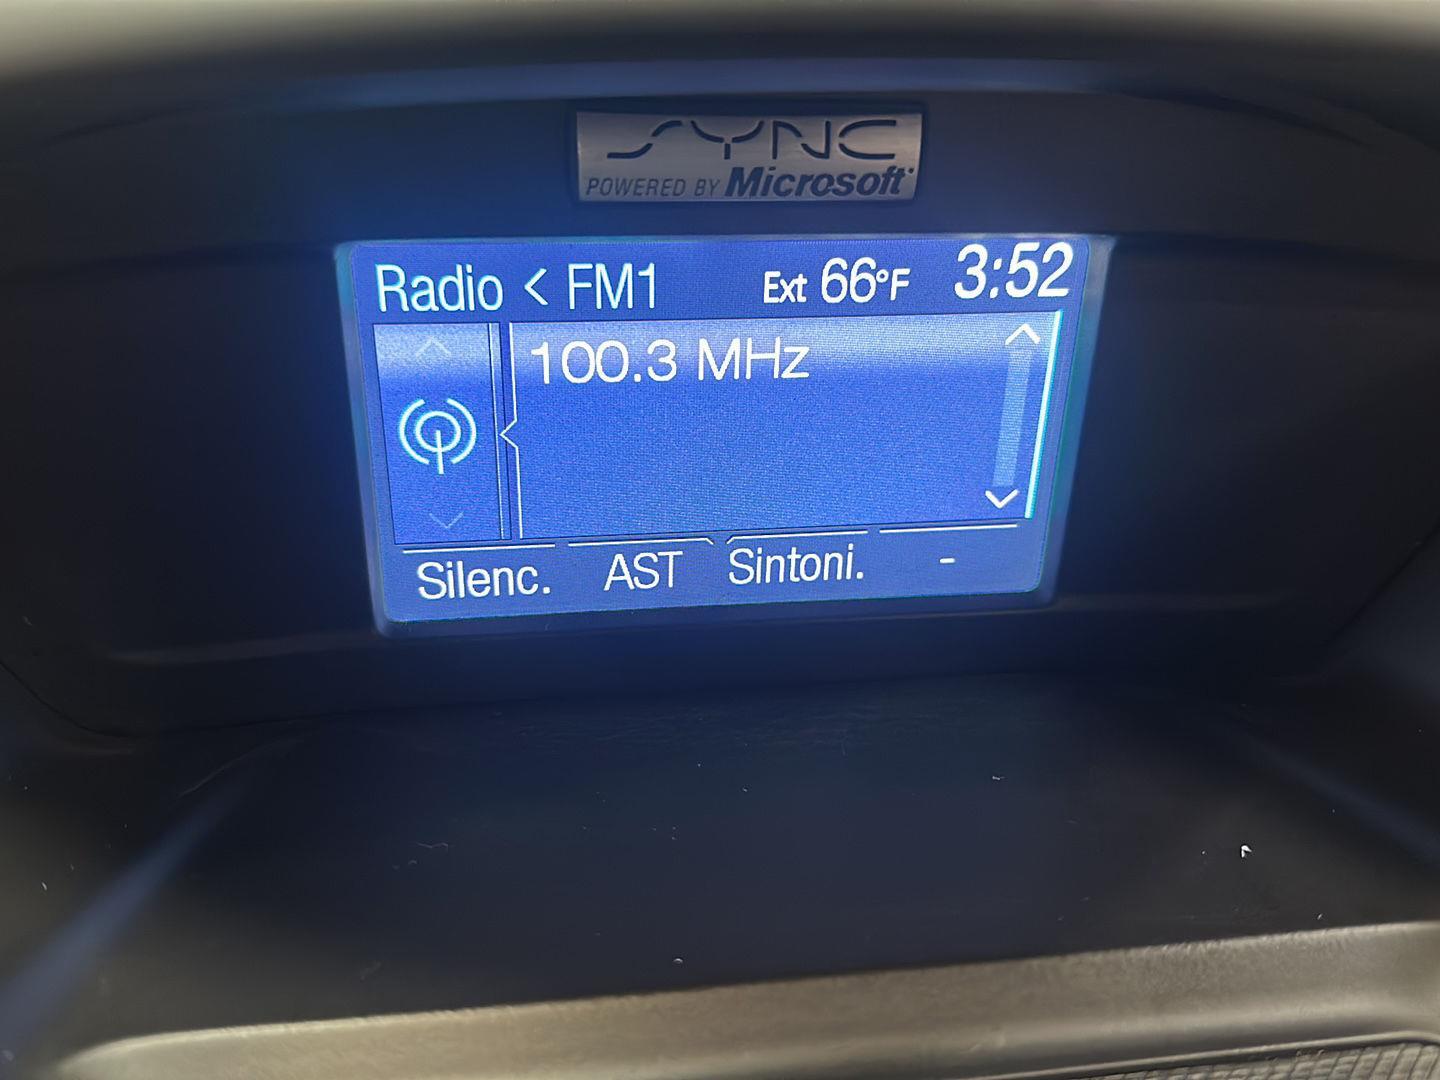 SYNC
POWERED BY Microsoft
Radio < FM1 Ext 66°F 3:52
100.3 MHz
Silenc. AST Sintoni. -